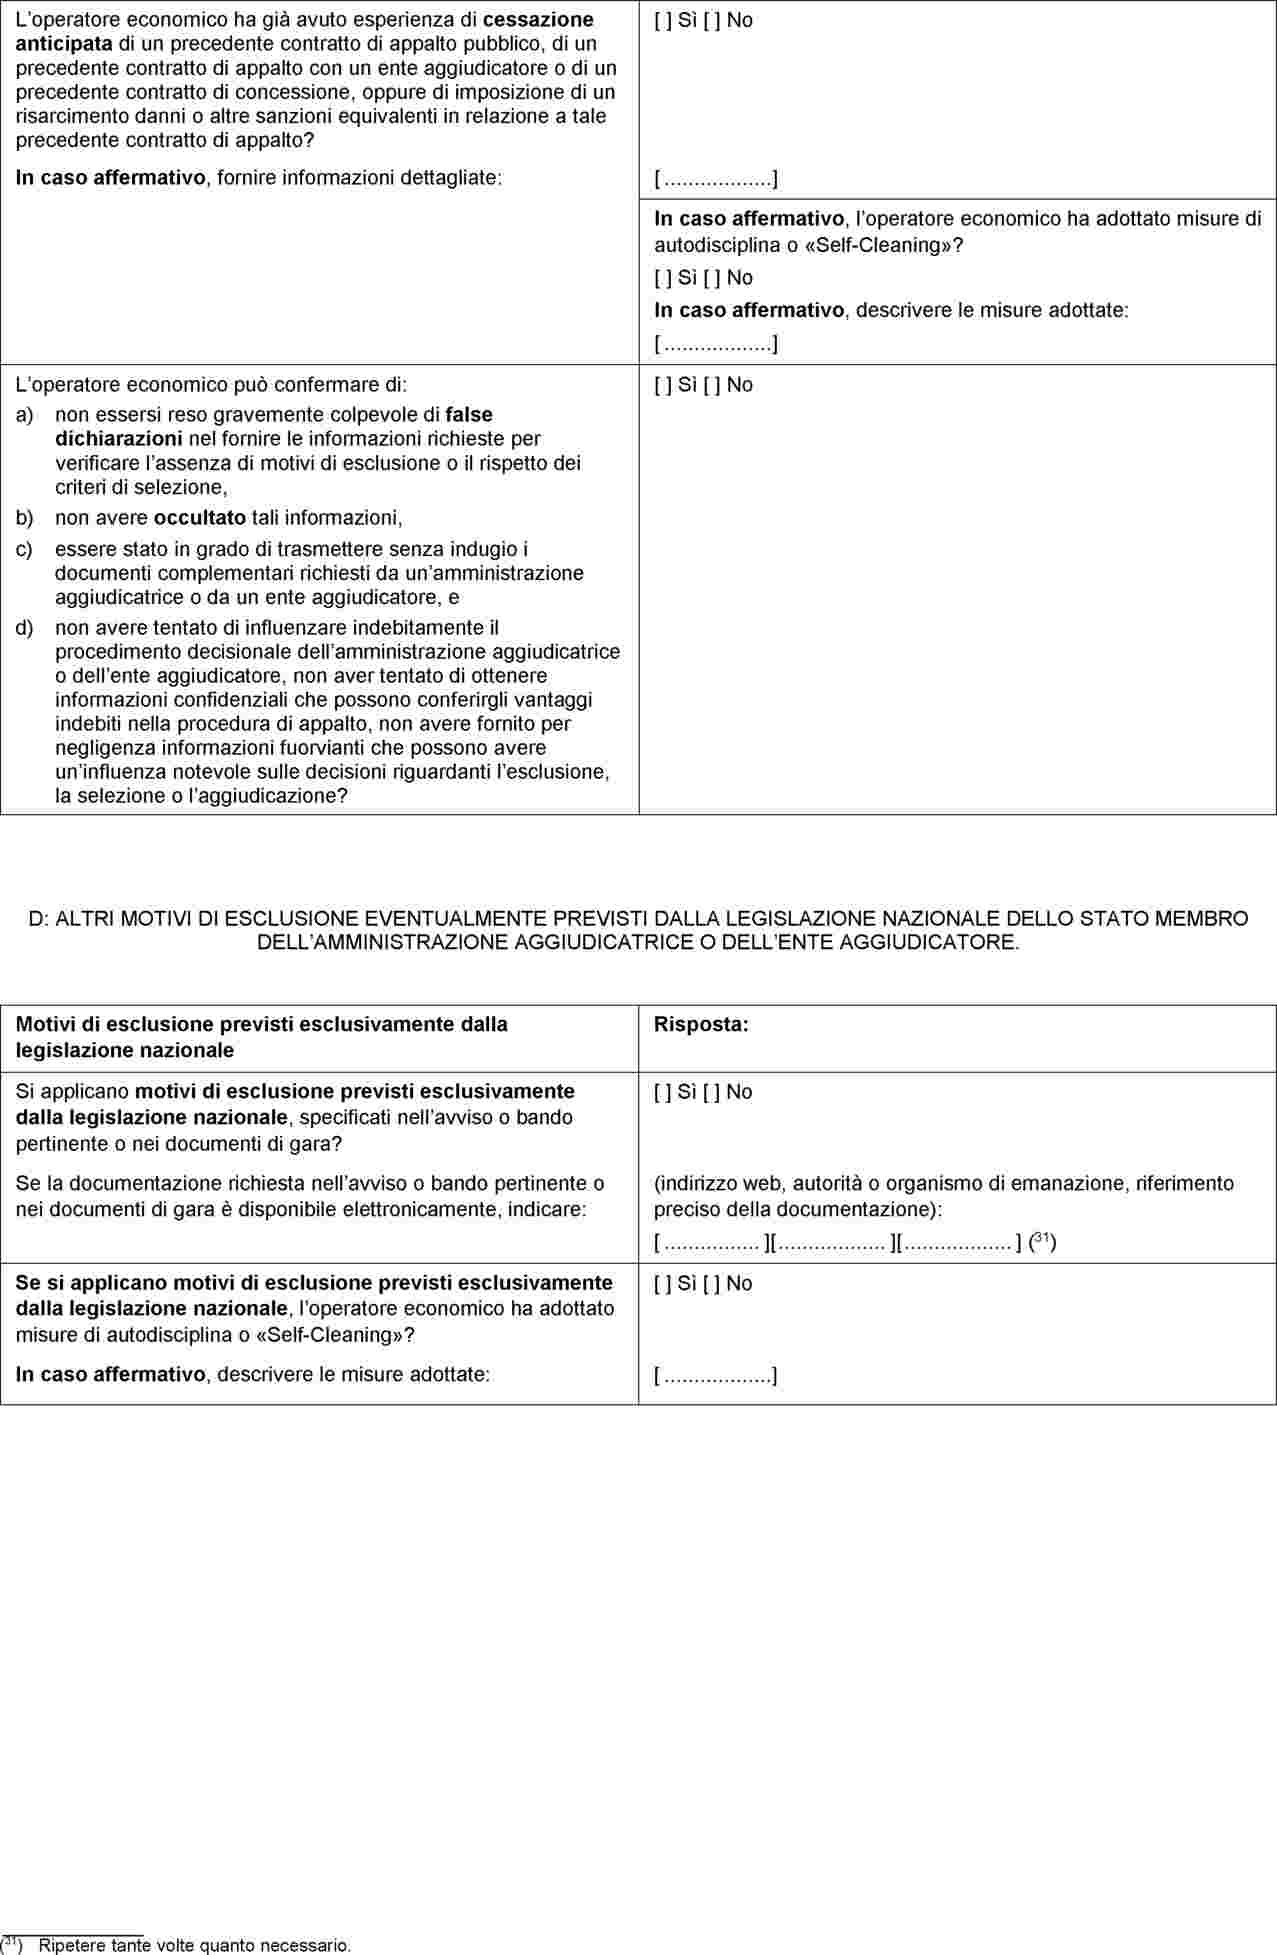 L'operatore economico ha già avuto esperienza di cessazione
anticipata di un precedente contratto di appalto pubblico, di un
precedente contratto di appalto con un ente aggiudicatore o di un
precedente contratto di concessione, oppure di imposizione di un
risarcimento danni o altre sanzioni equivalenti in relazione a tale
precedente contratto di appalto?
In caso affermativo, fornire informazioni dettagliate:
[ ] Sì [ ] No
[ ..................]
In caso affermativo, l'operatore economico ha adottato misure di
autodisciplina o «Self-Cleaning»?
[ ] Sì [ ] No
In caso affermativo, descrivere le misure adottate:
[ ..................]
L'operatore economico può confermare di:
a) non essersi reso gravemente colpevole di false
dichiarazioni nel fornire le informazioni richieste per
verificare l'assenza di motivi di esclusione o il rispetto dei
criteri di selezione,
b) non avere occultato tali informazioni,
c) essere stato in grado di trasmettere senza indugio i
documenti complementari richiesti da un'amministrazione
aggiudicatrice o da un ente aggiudicatore, e
d) non avere tentato di influenzare indebitamente il
procedimento decisionale dell'amministrazione aggiudicatrice
o dell'ente aggiudicatore, non aver tentato di ottenere
informazioni confidenziali che possono conferirgli vantaggi
indebiti nella procedura di appalto, non avere fornito per
negligenza informazioni fuorvianti che possono avere
un'influenza notevole sulle decisioni riguardanti l'esclusione,
la selezione o l'aggiudicazione?
[ ] Sì [ ] No
D: ALTRI MOTIVI DI ESCLUSIONE EVENTUALMENTE PREVISTI DALLA LEGISLAZIONE NAZIONALE DELLO STATO MEMBRO
DELL'AMMINISTRAZIONE AGGIUDICATRICE O DELL'ENTE AGGIUDICATORE.
Motivi di esclusione previsti esclusivamente dalla
legislazione nazionale
Risposta:
Si applicano motivi di esclusione previsti esclusivamente
dalla legislazione nazionale, specificati nell'avviso o bando
pertinente o nei documenti di gara?
[ ] Sì [ ] No
Se la documentazione richiesta nell'avviso o bando pertinente o
nei documenti di gara è disponibile elettronicamente, indicare:
(indirizzo web, autorità o organismo di emanazione, riferimento
preciso della documentazione):
[ ................ ][.................. ][.................. ] (31)
Se si applicano motivi di esclusione previsti esclusivamente
dalla legislazione nazionale, l'operatore economico ha adottato
misure di autodisciplina o «Self-Cleaning»?
In caso affermativo, descrivere le misure adottate:
[ ] Sì [ ] No
[ ..................]
(31) Ripetere tante volte quanto necessario.